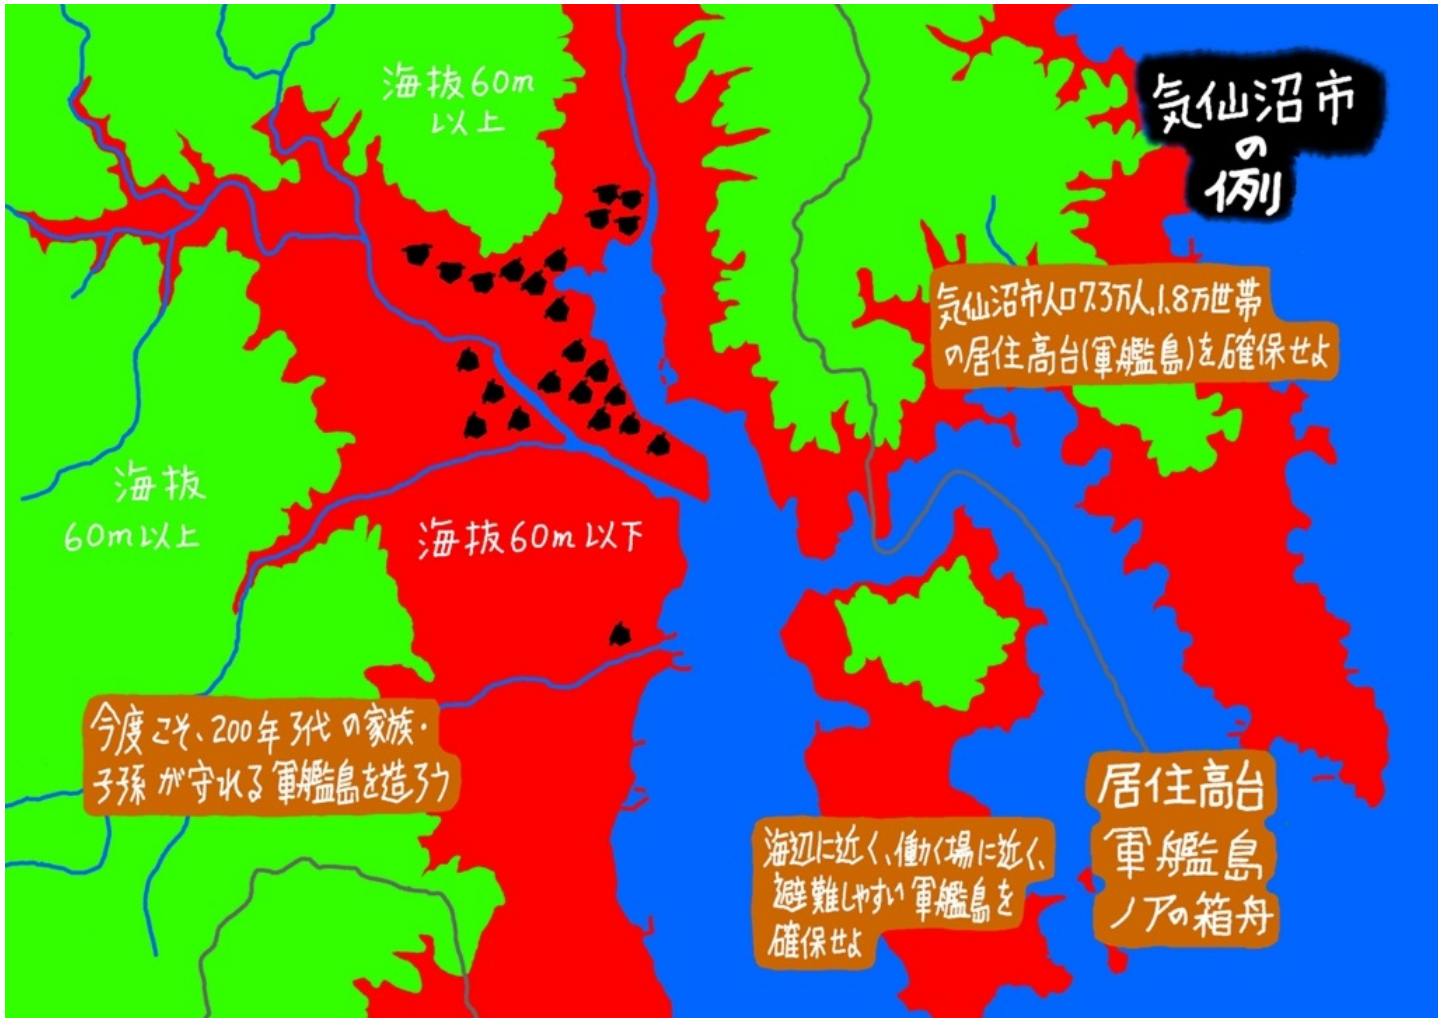 気仙沼市
の
例
海抜60m
以上
気仙沼市人口7.3万人,1.8万世帯
の居住高台(軍艦島)を確保せよ
海抜
60m以上
海抜60m以下
今度こそ、200年3代の家族・
子孫が守れる軍艦島を造ろう
海辺に近く、働く場に近く、
避難しやすい軍艦島を
確保せよ
居住高台
軍艦島
ノアの箱舟